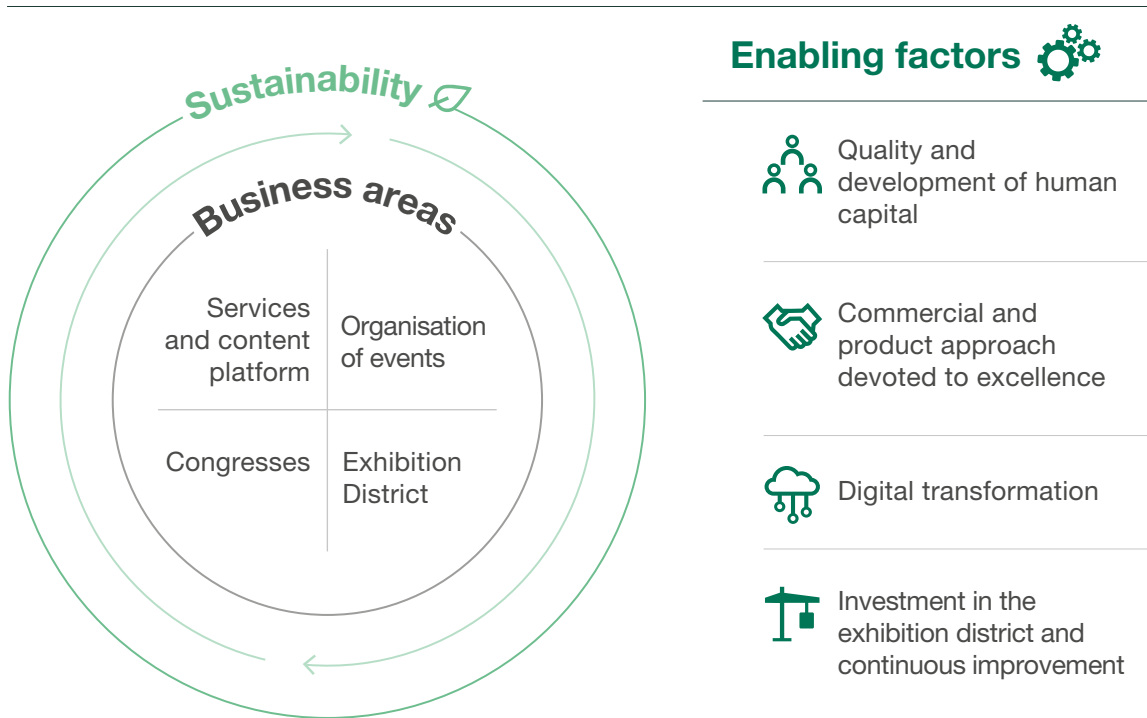 Sustainability
Business areas
Services
and content
platform
Organisation
of events
Congresses
Exhibition
District
Enabling factors
Quality and
development of human
capital
Commercial and
product approach
devoted to excellence
Digital transformation
Investment in the
exhibition district and
continuous improvement